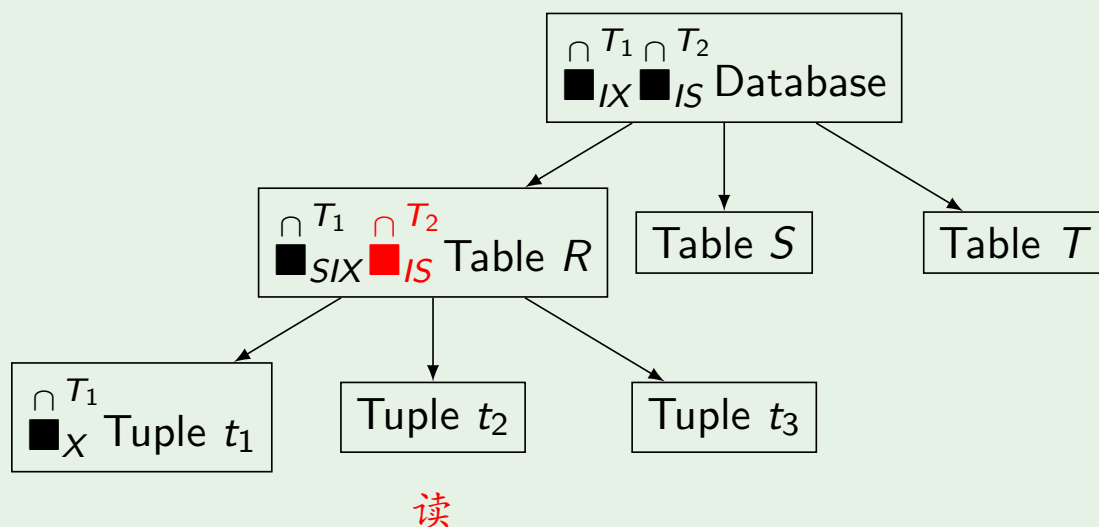 T₁ T₂
IX IS Database
T₁ T₂
SIX IS Table R
Table S
Table T
T₁
X Tuple t₁
Tuple t₂
Tuple t₃
读